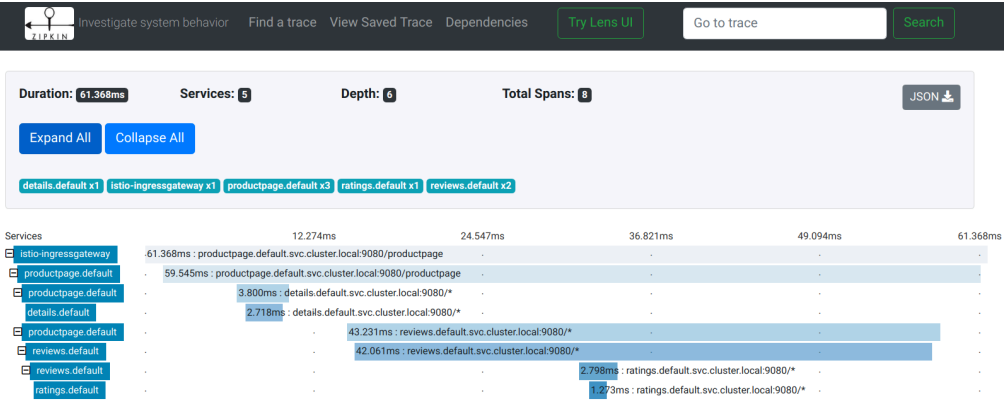 ZIPKIN Investigate system behavior Find a trace View Saved Trace Dependencies Try Lens UI Go to trace Search
Duration: 61.368ms Services: 5 Depth: 6 Total Spans: 8 JSON
Expand All Collapse All
details.default x1 istio-ingressgateway x1 productpage.default x3 ratings.default x1 reviews.default x2
Services 12.274ms 24.547ms 36.821ms 49.094ms 61.368ms
istio-ingressgateway 61.368ms : productpage.default.svc.cluster.local:9080/productpage
productpage.default 59.545ms : productpage.default.svc.cluster.local:9080/productpage
productpage.default 3.800ms : details.default.svc.cluster.local:9080/*
details.default 2.718ms : details.default.svc.cluster.local:9080/*
productpage.default 43.231ms : reviews.default.svc.cluster.local:9080/*
reviews.default 42.061ms : reviews.default.svc.cluster.local:9080/*
reviews.default 2.798ms : ratings.default.svc.cluster.local:9080/*
ratings.default 1.273ms : ratings.default.svc.cluster.local:9080/*